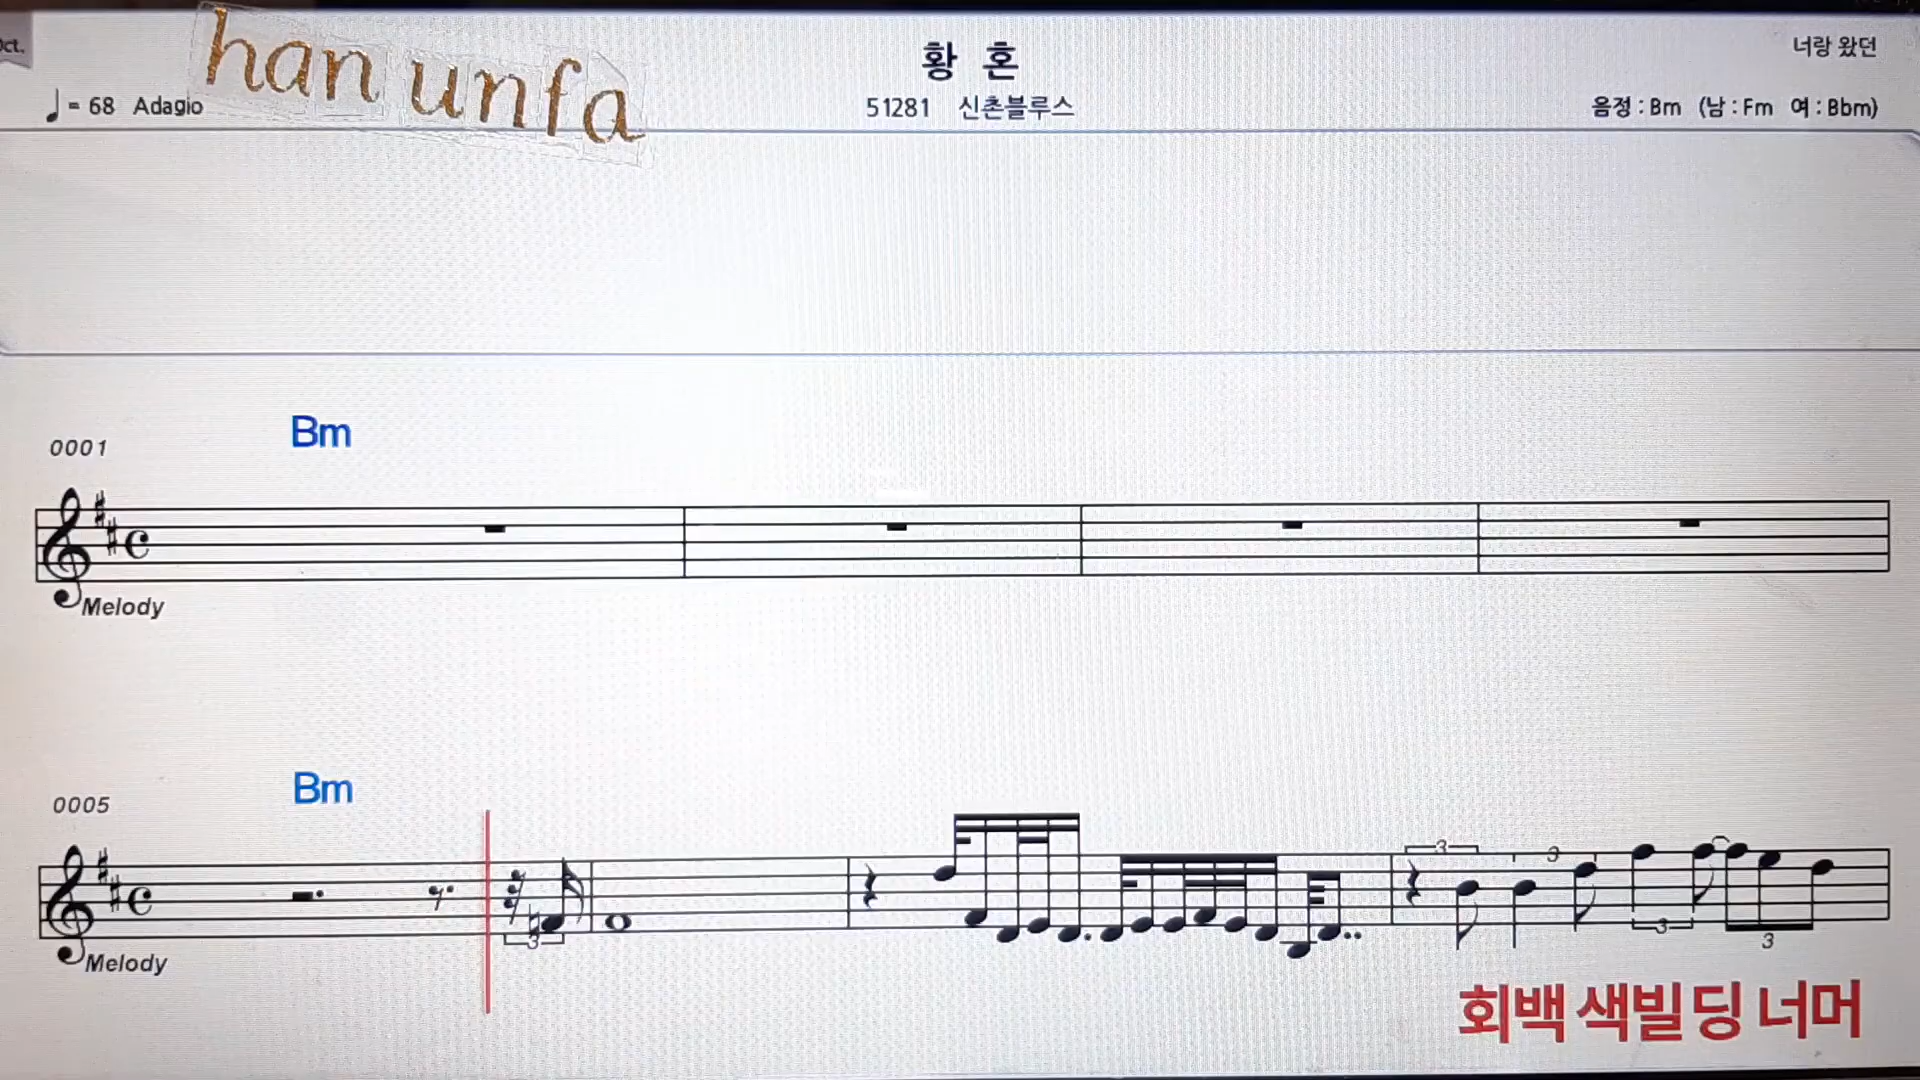 Oct.
han unfa
황 혼
너랑 왔던
♩= 68 Adagio
51281 신촌블루스
음정 : Bm (남 : Fm 여 : Bbm)
0001
Bm
Melody
0005
Bm
3
3
3
3
3
Melody
회백 색빌딩 너머